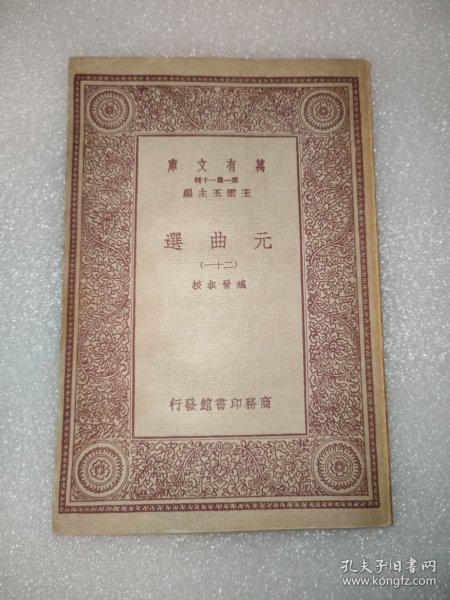 萬有文庫
第一集一千種
王雲五主編
元曲選
(二十一)
臧晉叔校
商務印書館發行
孔夫子旧书网
www.kongfz.com